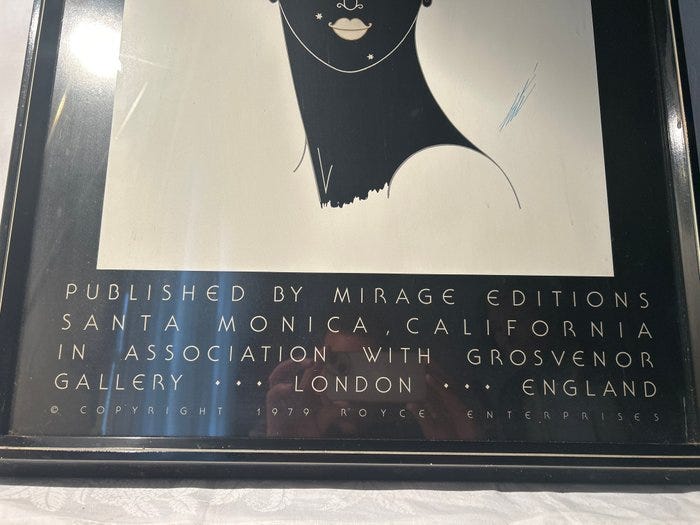 PUBLISHED BY MIRAGE EDITIONS
SANTA MONICA, CALIFORNIA
IN ASSOCIATION WITH GROSVENOR
GALLERY • • • LONDON • • • ENGLAND
© COPYRIGHT 1979 ROYCE ENTERPRISES